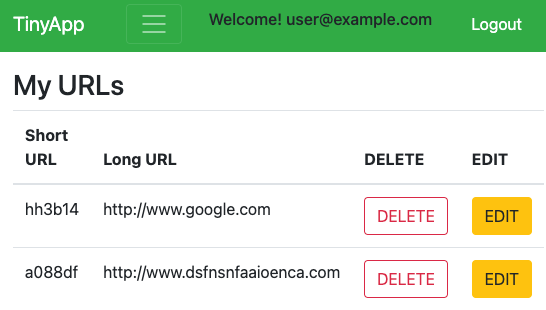 TinyApp Welcome! user@example.com Logout
My URLs
Short
URL Long URL DELETE EDIT
hh3b14 http://www.google.com DELETE EDIT
a088df http://www.dsfnsnfaaioenca.com DELETE EDIT